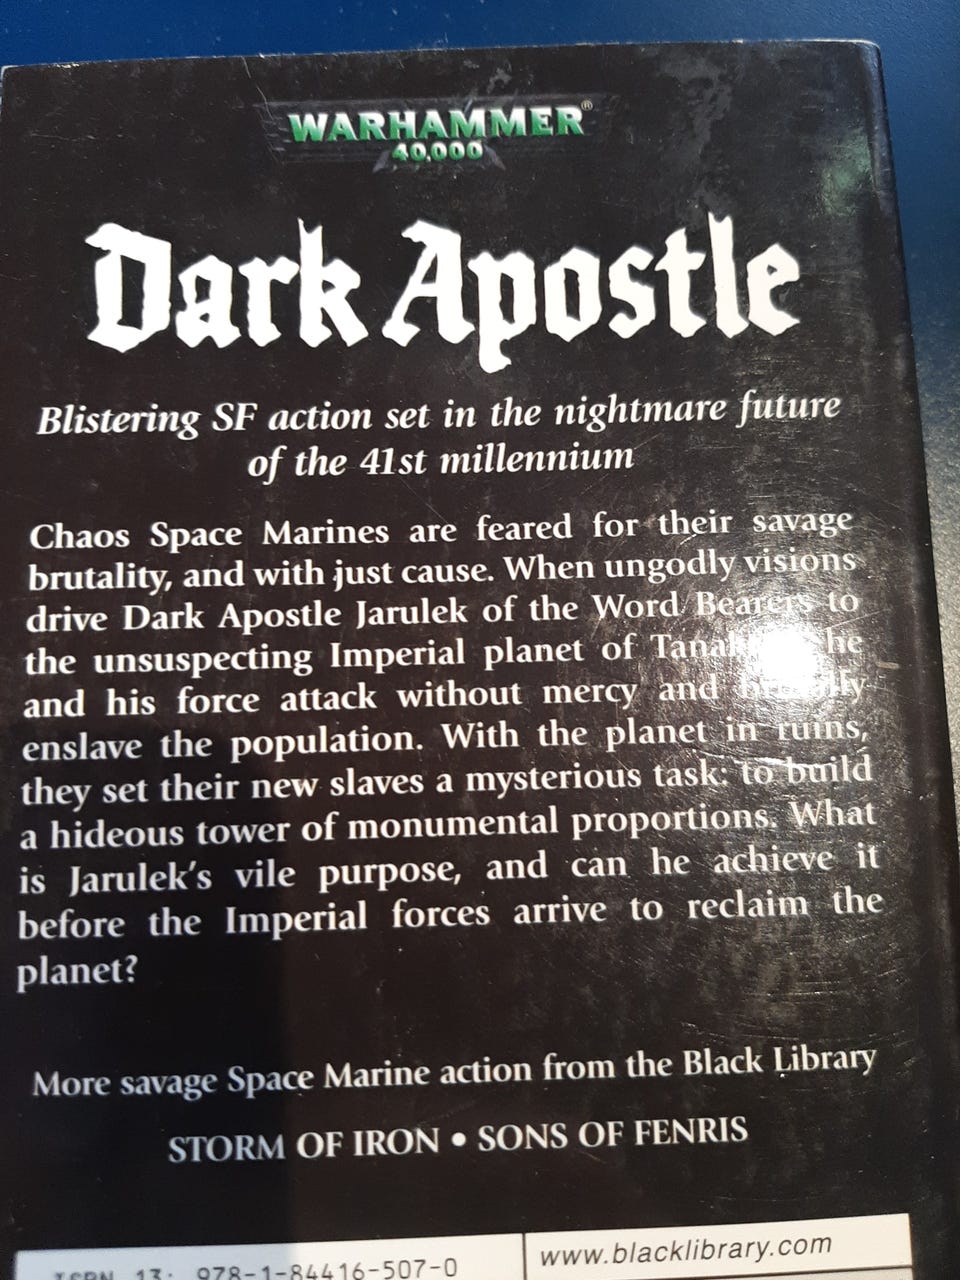 WARHAMMER®
40,000
Dark Apostle
Blistering SF action set in the nightmare future
of the 41st millennium
Chaos Space Marines are feared for their savage
brutality, and with just cause. When ungodly visions
drive Dark Apostle Jarulek of the Word Bearers to
the unsuspecting Imperial planet of he
and his force attack without mercy and
enslave the population. With the planet in ruins,
they set their new slaves a mysterious task: to build
a hideous tower of monumental proportions. What
is Jarulek's vile purpose, and can he achieve it
before the Imperial forces arrive to reclaim the
planet?
More savage Space Marine action from the Black Library
STORM OF IRON • SONS OF FENRIS
ISBN 13: 978-1-84416-507-0
www.blacklibrary.com